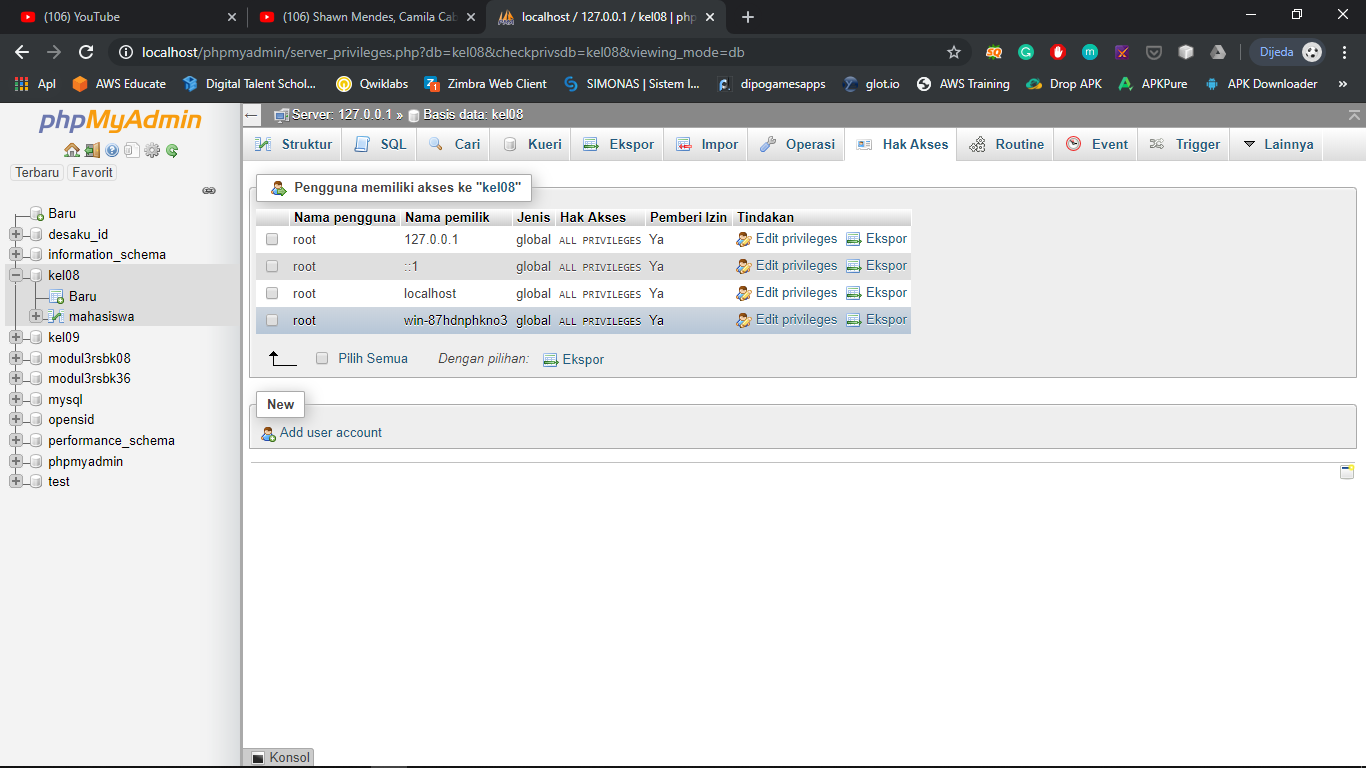 (106) YouTube
(106) Shawn Mendes, Camila Cab
localhost / 127.0.0.1 / kel08 | php
localhost/phpmyadmin/server_privileges.php?db=kel08&checkprivsdb=kel08&viewing_mode=db
Dijeda
Apl
AWS Educate
Digital Talent Schol...
Qwiklabs
Zimbra Web Client
SIMONAS | Sistem I...
dipogamesapps
glot.io
AWS Training
Drop APK
APKPure
APK Downloader
»
phpMyAdmin
Terbaru
Favorit
Baru
desaku_id
information_schema
kel08
Baru
mahasiswa
kel09
modul3rsbk08
modul3rsbk36
mysql
opensid
performance_schema
phpmyadmin
test
Server: 127.0.0.1 » Basis data: kel08
Struktur
SQL
Cari
Kueri
Ekspor
Impor
Operasi
Hak Akses
Routine
Event
Trigger
Lainnya
Pengguna memiliki akses ke "kel08"
Nama pengguna Nama pemilik Jenis Hak Akses Pemberi Izin Tindakan
root 127.0.0.1 global ALL PRIVILEGES Ya Edit privileges Ekspor
root ::1 global ALL PRIVILEGES Ya Edit privileges Ekspor
root localhost global ALL PRIVILEGES Ya Edit privileges Ekspor
root win-87hdnphkno3 global ALL PRIVILEGES Ya Edit privileges Ekspor
Pilih Semua Dengan pilihan: Ekspor
New
Add user account
Konsol